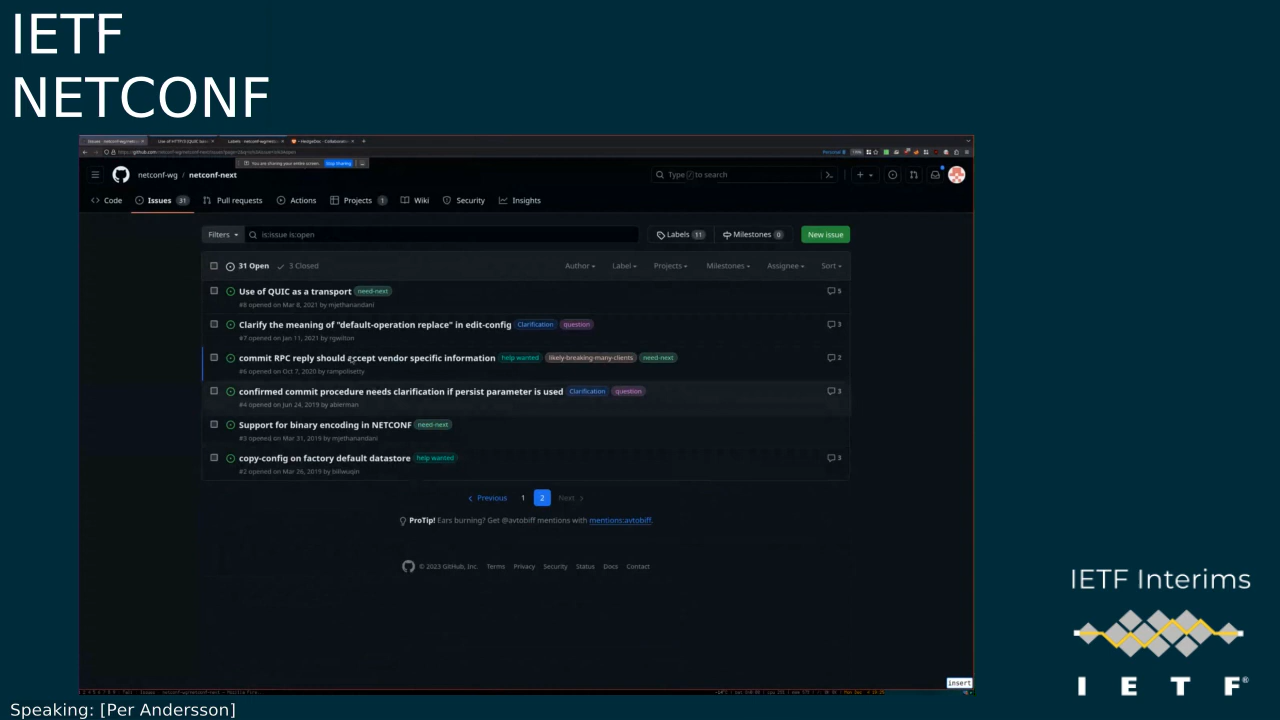 IETF
NETCONF
You are sharing your entire screen. Stop Sharing
netconf-wg / netconf-next
Type / to search
Code Issues 31 Pull requests Actions Projects 1 Wiki Security Insights
Filters is:issue is:open Labels 11 Milestones 0 New issue
31 Open 3 Closed Author Label Projects Milestones Assignee Sort
Use of QUIC as a transport need-next 5
#8 opened on Mar 8, 2021 by mjethanandani
Clarify the meaning of "default-operation replace" in edit-config Clarification question 3
#7 opened on Jan 11, 2021 by rgwilton
commit RPC reply should accept vendor specific information help wanted likely-breaking-many-clients need-next 2
#6 opened on Oct 7, 2020 by rampolisetty
confirmed commit procedure needs clarification if persist parameter is used Clarification question 3
#4 opened on Jun 24, 2019 by abierman
Support for binary encoding in NETCONF need-next
#3 opened on Mar 31, 2019 by mjethanandani
copy-config on factory default datastore help wanted 3
#2 opened on Mar 26, 2019 by
Previous 1 2 Next
ProTip! Ears burning? Get @avtobiff mentions with mentions:avtobiff.
© 2023 GitHub, Inc. Terms Privacy Security Status Docs Contact
IETF Interims
I E T F®
insert
Speaking: [Per Andersson]